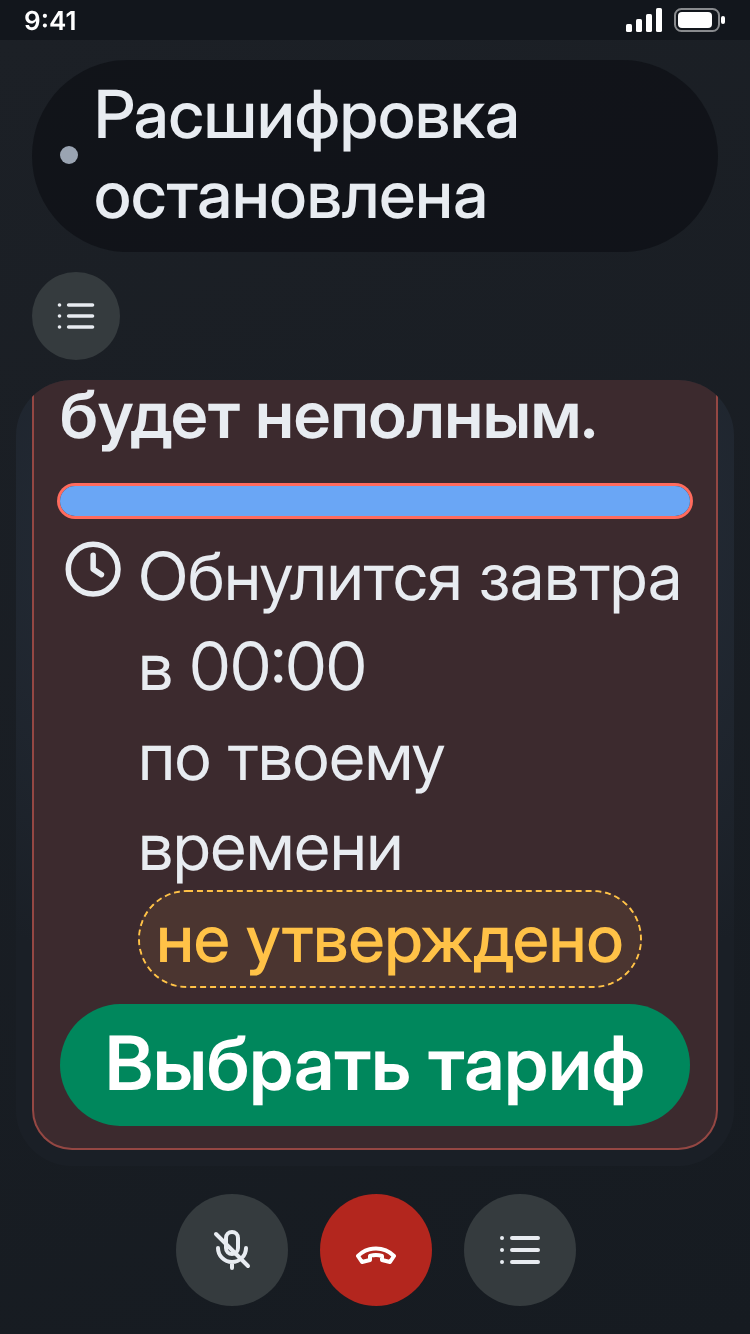 9:41
Расшифровка
остановлена
будет неполным.
Обнулится завтра
в 00:00
по твоему
времени
не утверждено
Выбрать тариф